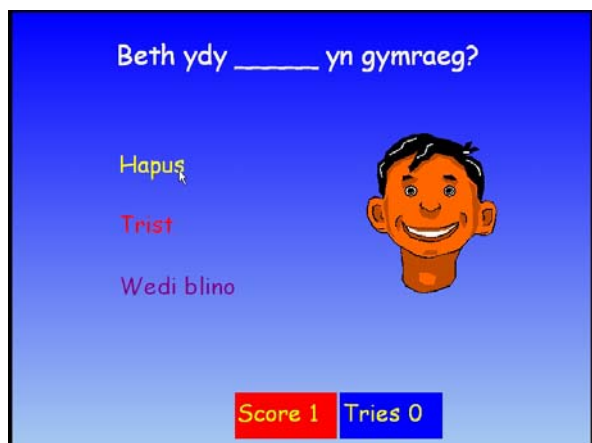 Beth ydy _____ yn gymraeg?
Hapus
Trist
Wedi blino
Score 1 Tries 0